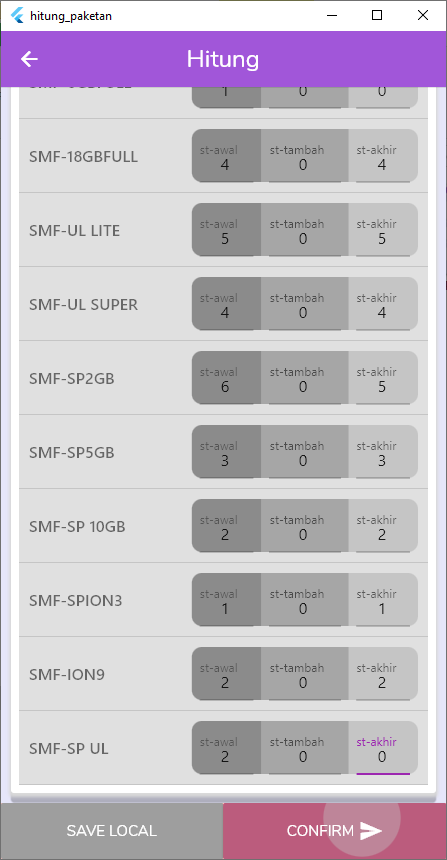 hitung_paketan
Hitung
1 0 0
SMF-18GBFULL
st-awal st-tambah st-akhir
4 0 4
SMF-UL LITE
st-awal st-tambah st-akhir
5 0 5
SMF-UL SUPER
st-awal st-tambah st-akhir
4 0 4
SMF-SP2GB
st-awal st-tambah st-akhir
6 0 5
SMF-SP5GB
st-awal st-tambah st-akhir
3 0 3
SMF-SP 10GB
st-awal st-tambah st-akhir
2 0 2
SMF-SPION3
st-awal st-tambah st-akhir
1 0 1
SMF-ION9
st-awal st-tambah st-akhir
2 0 2
SMF-SP UL
st-awal st-tambah st-akhir
2 0 0
SAVE LOCAL
CONFIRM